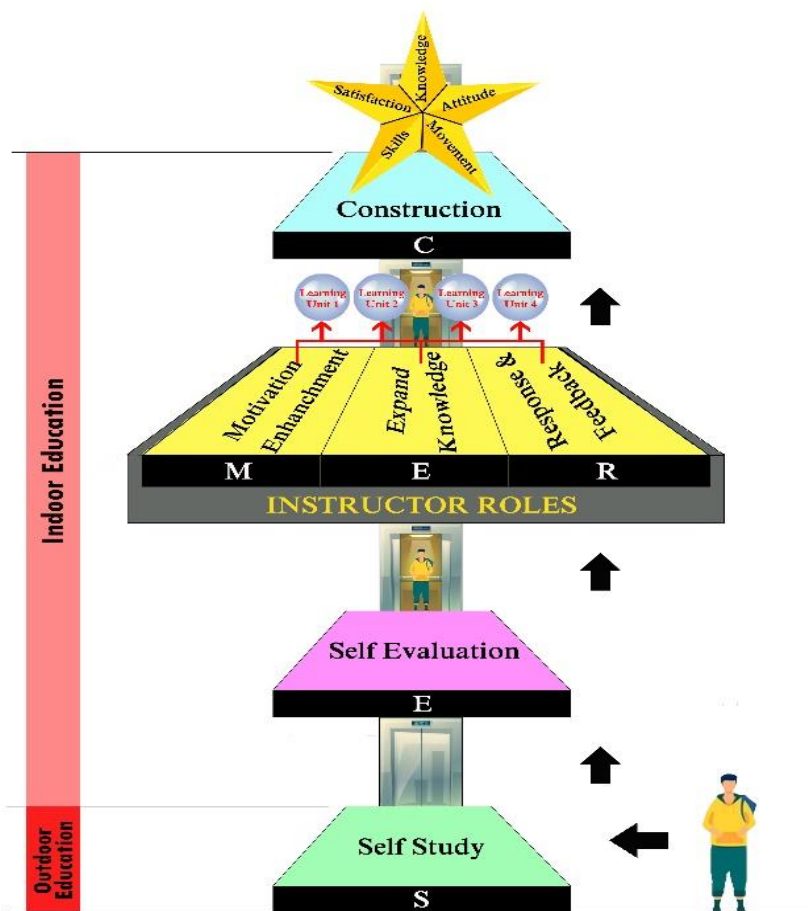 Knowledge
Satisfaction
Attitude
Skills
Movement
Construction
C
Learning
Unit 1
Learning
Unit 2
Learning
Unit 3
Learning
Unit 4
Motivation
Enhanchment
Expand
Knowledge
Response &
Feedback
M
E
R
INSTRUCTOR ROLES
Self Evaluation
E
Self Study
S
Indoor Education
Outdoor
Education